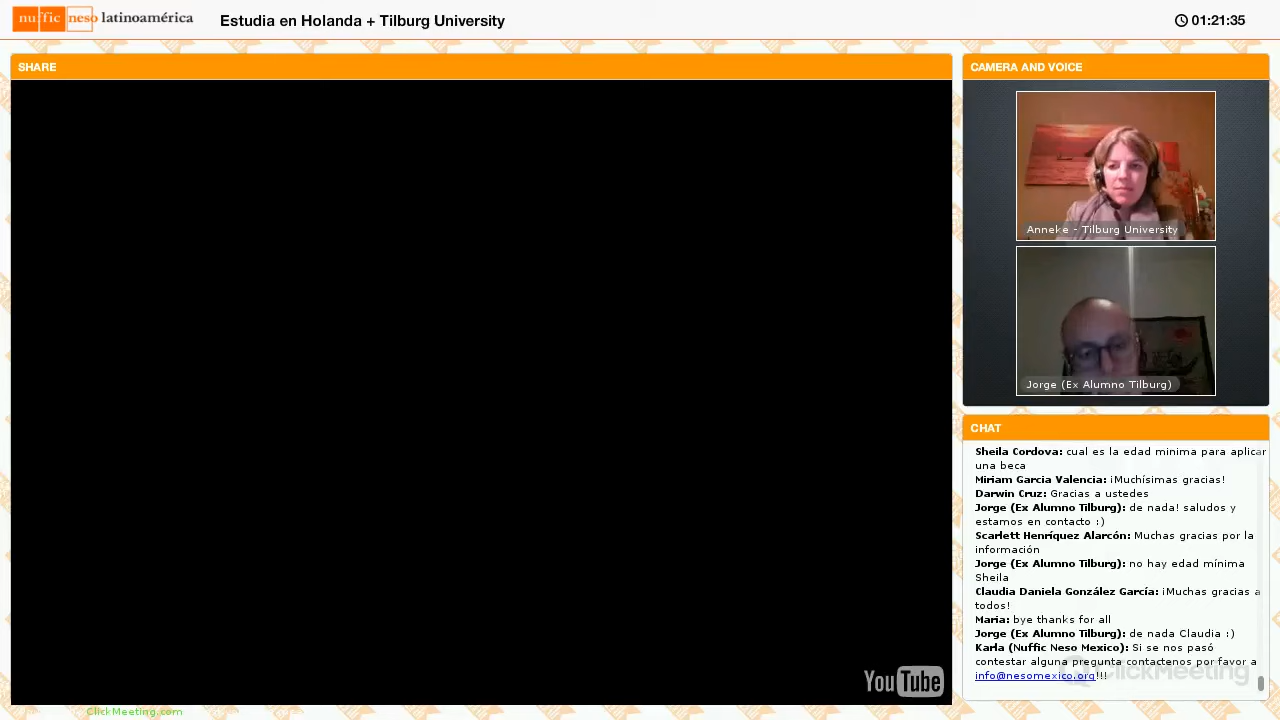 nuffic neso latinoamérica
Estudia en Holanda + Tilburg University
01:21:35
SHARE
CAMERA AND VOICE
Anneke - Tilburg University
Jorge (Ex Alumno Tilburg)
CHAT
Sheila Cordova: cual es la edad minima para aplicar
una beca
Miriam Garcia Valencia: ¡Muchísimas gracias!
Darwin Cruz: Gracias a ustedes
Jorge (Ex Alumno Tilburg): de nada! saludos y
estamos en contacto :)
Scarlett Henríquez Alarcón: Muchas gracias por la
información
Jorge (Ex Alumno Tilburg): no hay edad mínima
Sheila
Claudia Daniela González García: ¡Muchas gracias a
todos!
Maria: bye thanks for all
Jorge (Ex Alumno Tilburg): de nada Claudia :)
Karla (Nuffic Neso Mexico): Si se nos pasó
contestar alguna pregunta contactenos por favor a
info@nesomexico.org!!!
ClickMeeting
YouTube
ClickMeeting.com